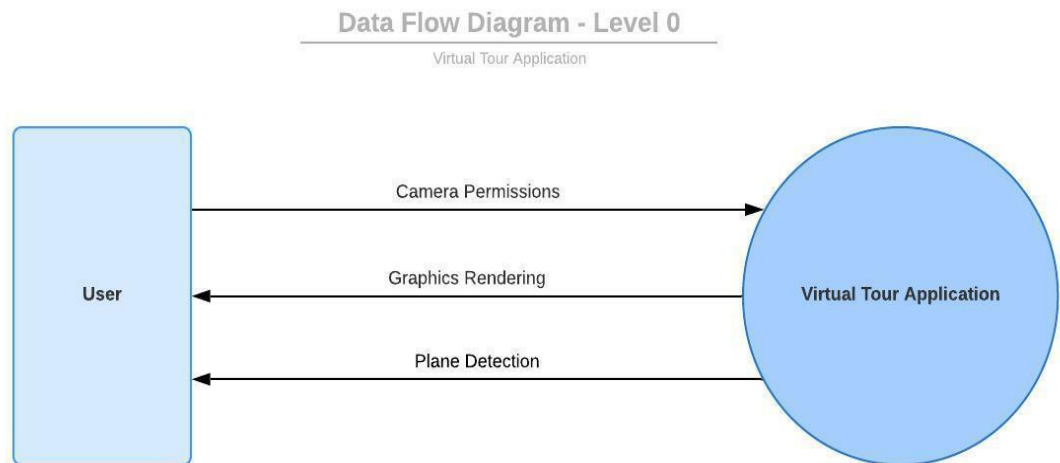 Data Flow Diagram - Level 0
Virtual Tour Application
Camera Permissions
Graphics Rendering
User
Virtual Tour Application
Plane Detection